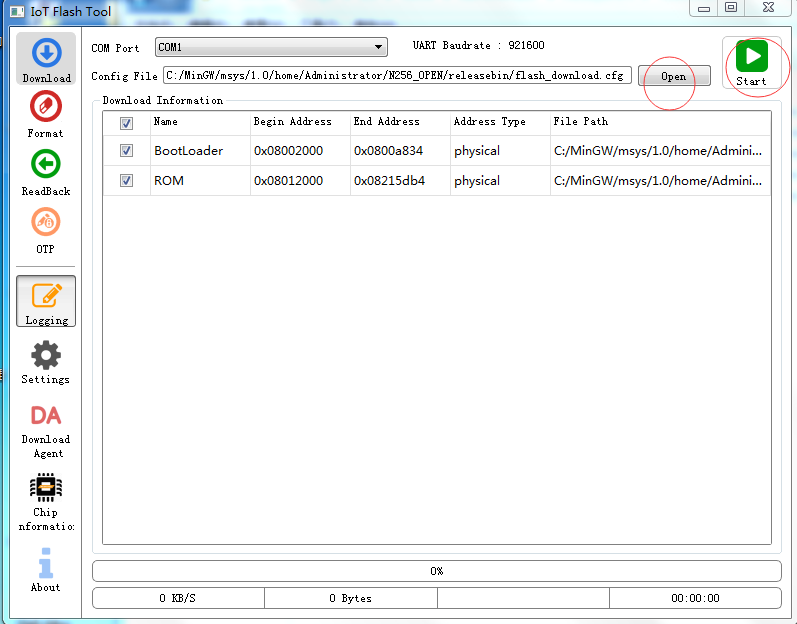 IoT Flash Tool
COM Port COM1 UART Baudrate : 921600
Config File C:/MinGW/msys/1.0/home/Administrator/N256_OPEN/releasebin/flash_download.cfg Open Start
Download
Format
ReadBack
OTP
Logging
Settings
DA
Download
Agent
Chip
nformatio
About
Download Information
Name Begin Address End Address Address Type File Path
BootLoader 0x08002000 0x0800a834 physical C:/MinGW/msys/1.0/home/Admini...
ROM 0x08012000 0x08215db4 physical C:/MinGW/msys/1.0/home/Admini...
0%
0 KB/S 0 Bytes 00:00:00